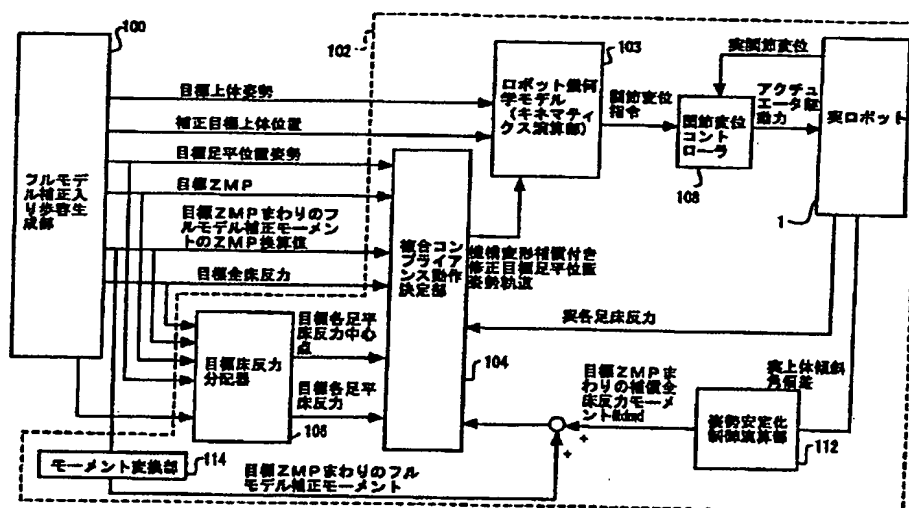 100
フルモデ
ル補正入
り歩容生
成部
102
目標上体姿勢
補正目標上体位置
目標足平位置姿勢
目標ZMP
目標ZMPまわりのフ
ルモデル補正モーメン
トのZMP換算値
目標全床反力
103
ロボット幾何
学モデル
(キネマティ
クス演算部)
関節変位
指令
実関節変位
関節変位
コント
ローラ
108
アクチュ
エータ駆
動力
実ロボット
1
複合コン
プライア
ンス動作
決定部
104
機構変形補償付き
修正目標足平位置
姿勢軌道
実各足床反力
目標床反力
分配器
106
目標各足平
床反力中心
点
目標各足平
床反力
目標ZMPま
わりの補償全
床反力モーメ
ントMdmd
+
+
姿勢安定化
制御演算部
112
実上体傾斜
角偏差
モーメント変換部
114
目標ZMPまわりのフル
モデル補正モーメント